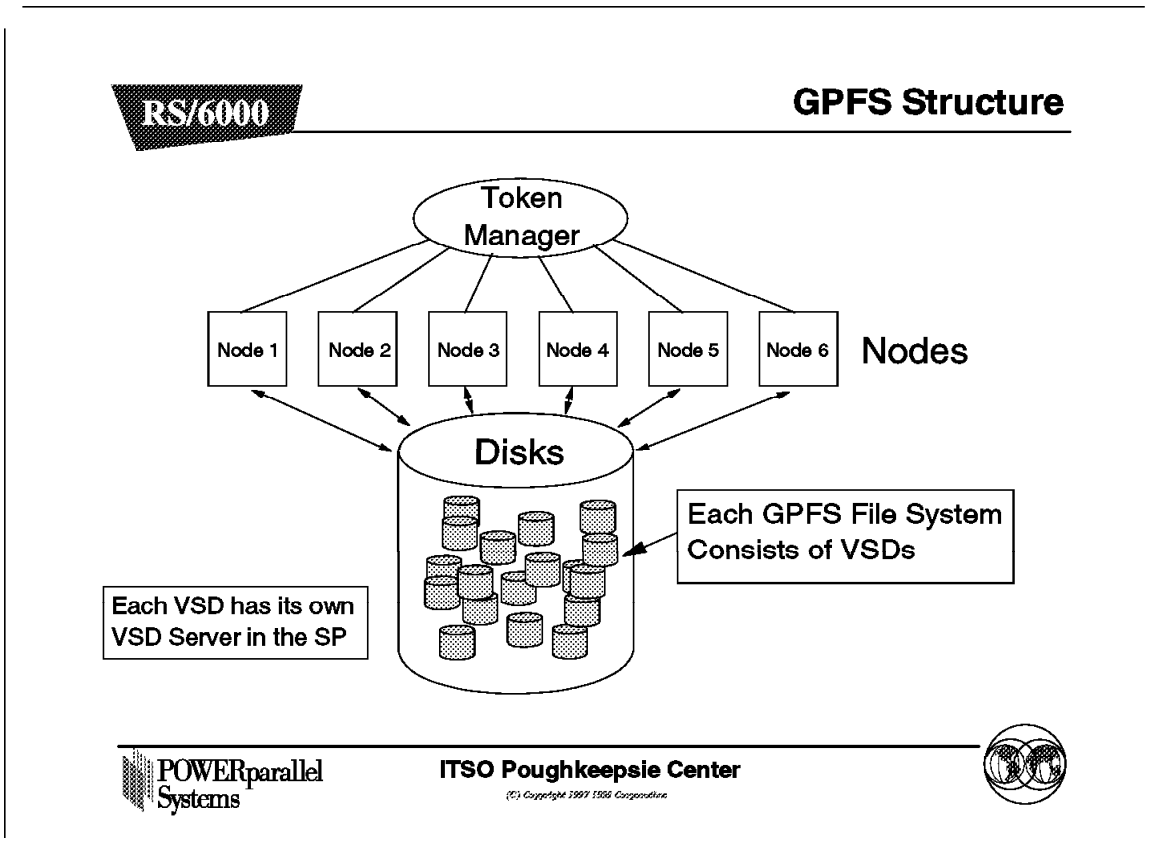 RS/6000
GPFS Structure
Token
Manager
Node 1
Node 2
Node 3
Node 4
Node 5
Node 6
Nodes
Disks
Each GPFS File System
Consists of VSDs
Each VSD has its own
VSD Server in the SP
POWERparallel
Systems
ITSO Poughkeepsie Center
(C) Copyright 1997